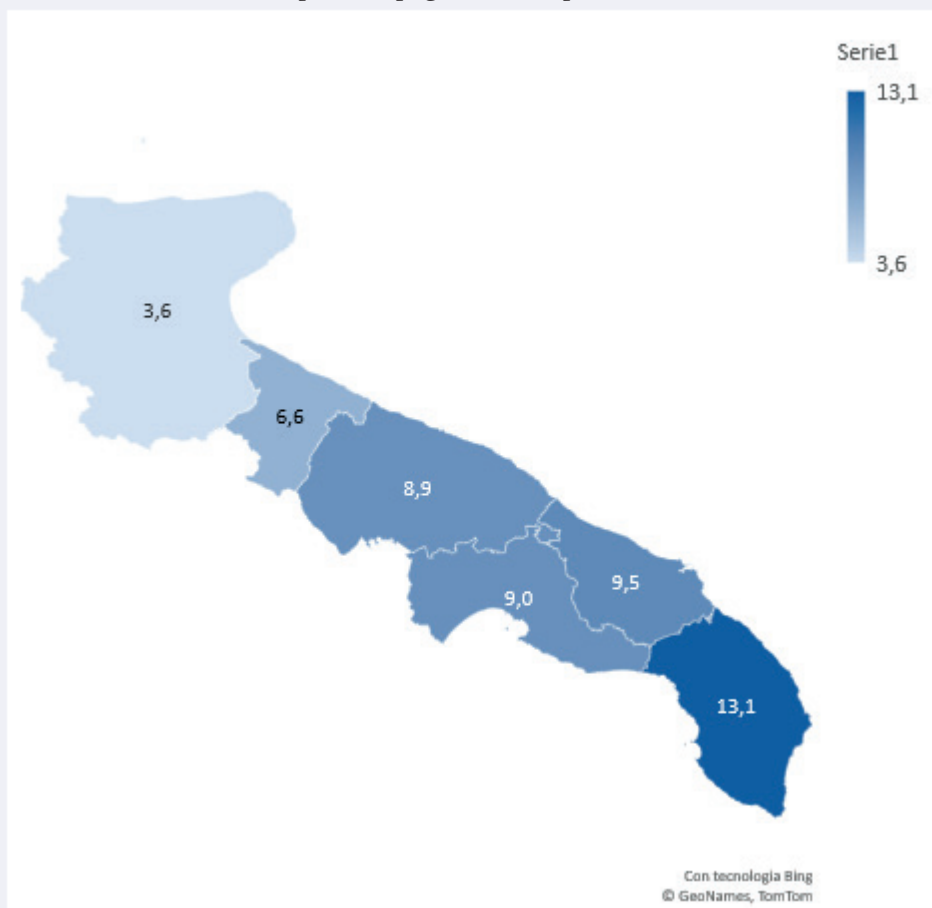 Serie1
13,1
3,6
3,6
6,6
8,9
9,5
9,0
13,1
Con tecnologia Bing
© GeoNames, TomTom